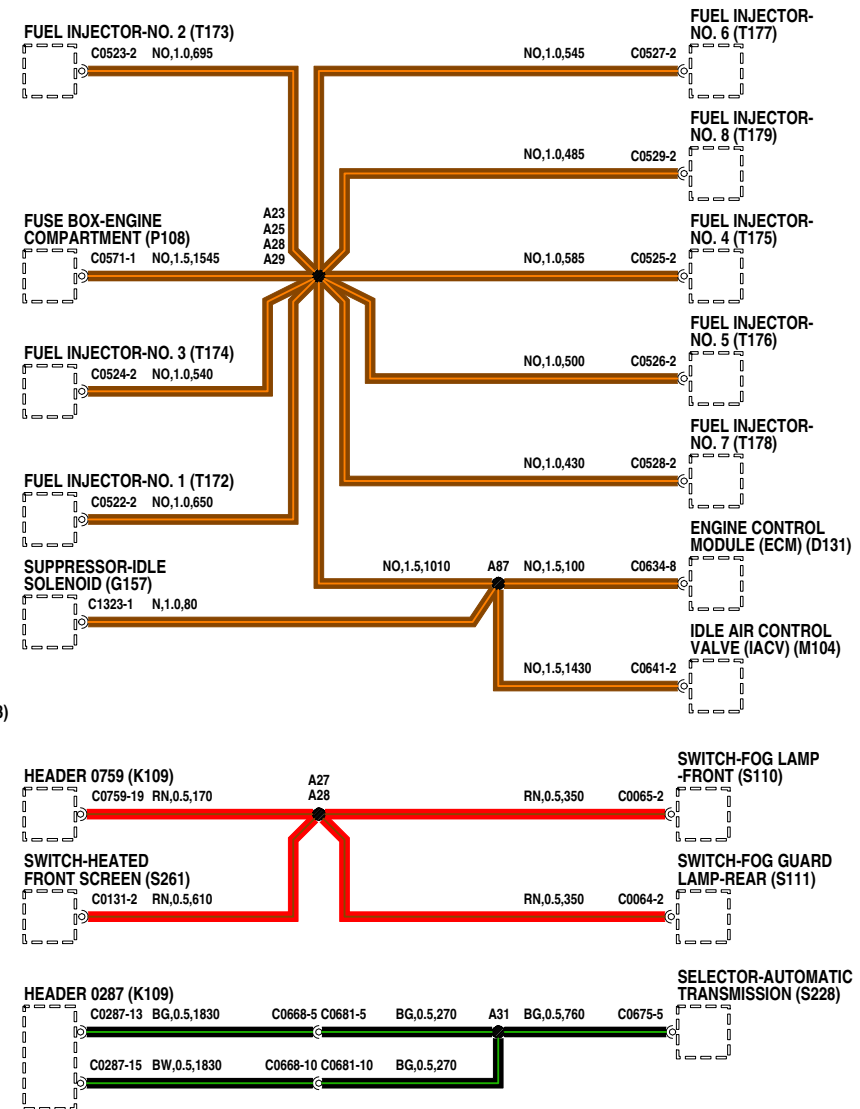 FUEL INJECTOR-NO. 2 (T173)
C0523-2 NO,1.0,695
FUEL INJECTOR-
NO. 6 (T177)
NO,1.0,545 C0527-2
FUEL INJECTOR-
NO. 8 (T179)
NO,1.0,485 C0529-2
FUSE BOX-ENGINE
COMPARTMENT (P108)
C0571-1 NO,1.5,1545
A23
A25
A28
A29
FUEL INJECTOR-
NO. 4 (T175)
NO,1.0,585 C0525-2
FUEL INJECTOR-NO. 3 (T174)
C0524-2 NO,1.0,540
FUEL INJECTOR-
NO. 5 (T176)
NO,1.0,500 C0526-2
FUEL INJECTOR-
NO. 7 (T178)
NO,1.0,430 C0528-2
FUEL INJECTOR-NO. 1 (T172)
C0522-2 NO,1.0,650
ENGINE CONTROL
MODULE (ECM) (D131)
NO,1.5,1010 A87 NO,1.5,100 C0634-8
SUPPRESSOR-IDLE
SOLENOID (G157)
C1323-1 N,1.0,80
IDLE AIR CONTROL
VALVE (IACV) (M104)
NO,1.5,1430 C0641-2
HEADER 0759 (K109)
C0759-19 RN,0.5,170
A27
A28
SWITCH-FOG LAMP
-FRONT (S110)
RN,0.5,350 C0065-2
SWITCH-HEATED
FRONT SCREEN (S261)
C0131-2 RN,0.5,610
SWITCH-FOG GUARD
LAMP-REAR (S111)
RN,0.5,350 C0064-2
HEADER 0287 (K109)
C0287-13 BG,0.5,1830 C0668-5 C0681-5 BG,0.5,270 A31 BG,0.5,760 C0675-5
SELECTOR-AUTOMATIC
TRANSMISSION (S228)
C0287-15 BW,0.5,1830 C0668-10 C0681-10 BG,0.5,270